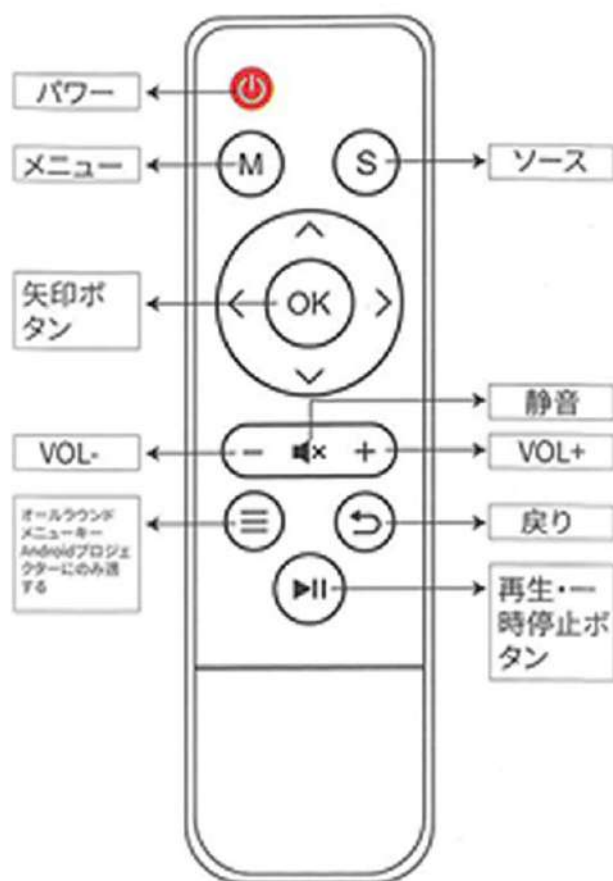 パワー
メニュー
M
S
ソース
矢印ボ
タン
OK
静音
VOL-
VOL+
オールラウンド
メニューキー
Androidプロジェ
クターにのみ適
する
戻り
再生・一
時停止ボ
タン